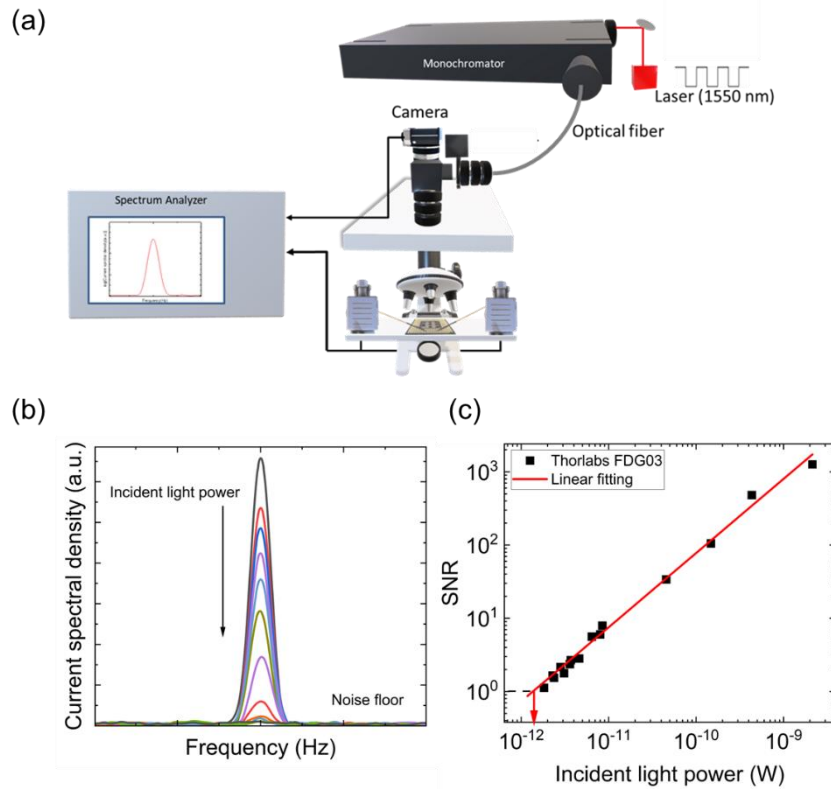 (a)
Monochromator
Laser (1550 nm)
Camera
Optical fiber
Spectrum Analyzer
Frequency/Hz
(b)
Current spectral density (a.u.)
Incident light power
Noise floor
Frequency (Hz)
(c)
SNR
Thorlabs FDG03
Linear fitting
10³
10²
10¹
10⁰
10⁻¹² 10⁻¹¹ 10⁻¹⁰ 10⁻⁹
Incident light power (W)